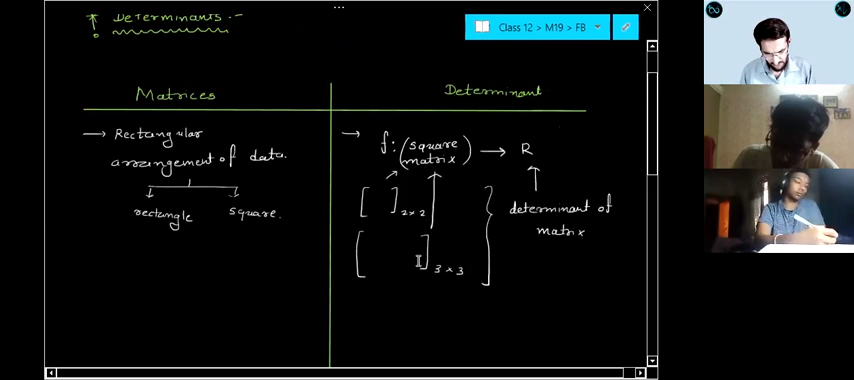 Determinants :-
Class 12 > M19 > FB
Matrices
Determinant
→ Rectangular
arrangement of data.
rectangle square.
→ f: (square matrix) → R
[ ]2×2
[ ]3×3
determinant of
matrix